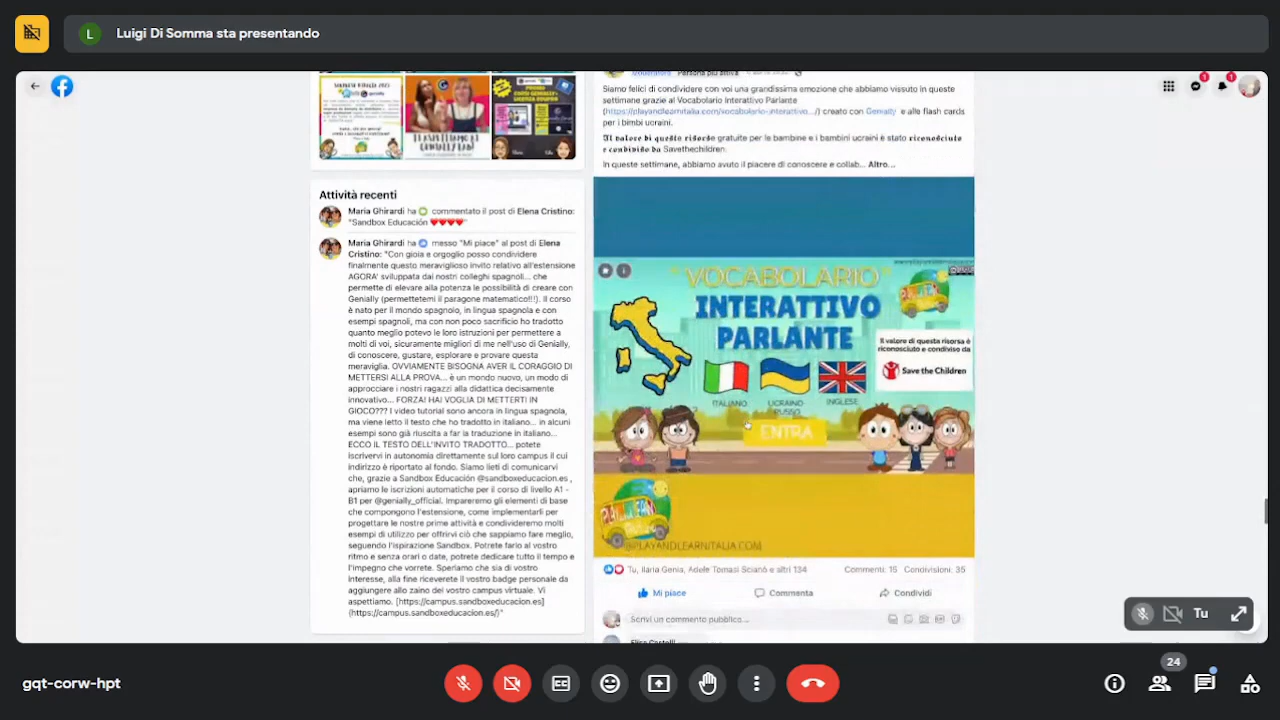 L
Luigi Di Somma sta presentando
Moderatore Persona più attiva
Siamo felici di condividere con voi una grandissima emozione che abbiamo vissuto in queste
settimane grazie al Vocabolario Interattivo Parlante
(https://playandlearnitalia.com/vocabolario-interattivo.../) creato con Genially e alle flash cards
per i bimbi ucraini.
Il valore di questa risorsa gratuite per le bambine e i bambini ucraini è stato riconosciuto
e condiviso da Savethechildren.
In queste settimane, abbiamo avuto il piacere di conoscere e collab... Altro...
Attività recenti
Maria Ghirardi ha commentato il post di Elena Cristino:
"Sandbox Educación ❤❤❤❤"
Maria Ghirardi ha messo "Mi piace" al post di Elena
Cristino: "Con gioia e orgoglio posso condividere
finalmente questo meraviglioso invito relativo all'estensione
AGORA' sviluppata dai nostri colleghi spagnoli... che
permette di elevare alla potenza le possibilità di creare con
Genially (permettetemi il paragone matematico!!!). Il corso
è nato per il mondo spagnolo, in lingua spagnola e con
esempi spagnoli, ma con non poco sacrificio ho tradotto
quanto meglio potevo le loro istruzioni per permettere a
molti di voi, sicuramente migliori di me nell'uso di Genially,
di conoscere, gustare, esplorare e provare questa
meraviglia. OVVIAMENTE BISOGNA AVER IL CORAGGIO DI
METTERSI ALLA PROVA... è un mondo nuovo, un modo di
approcciare i nostri ragazzi alla didattica decisamente
innovativo... FORZA! HAI VOGLIA DI METTERTI IN
GIOCO??? I video tutorial sono ancora in lingua spagnola,
ma viene letto il testo che ho tradotto in italiano... in alcuni
esempi sono già riuscita a far la traduzione in italiano...
ECCO IL TESTO DELL'INVITO TRADOTTO... potete
iscrivervi in autonomia direttamente sul loro campus il cui
indirizzo è riportato al fondo. Siamo lieti di comunicarvi
che, grazie a Sandbox Educación @sandboxeducacion.es ,
apriamo le iscrizioni automatiche per il corso di livello A1 -
B1 per @genially_official. Impareremo gli elementi di base
che compongono l'estensione, come implementarli per
progettare le nostre prime attività e condivideremo molti
esempi di utilizzo per offrirvi ciò che sappiamo fare meglio,
seguendo l'ispirazione Sandbox. Potrete farlo al vostro
ritmo e senza orari o date, potrete dedicare tutto il tempo e
l'impegno che vorrete. Speriamo che sia di vostro
interesse, alla fine riceverete il vostro badge personale da
aggiungere allo zaino del vostro campus virtuale. Vi
aspettiamo. [https://campus.sandboxeducacion.es]
(https://campus.sandboxeducacion.es/)"
"VOCABOLARIO"
INTERATTIVO
PARLANTE
Il valore di questa risorsa è
riconosciuto e condiviso da
Save the Children
ITALIANO
UCRAINO
RUSSO
INGLESE
ENTRA
@PLAYANDLEARNITALIA.COM
Tu, Ilaria Genia, Adele Tomasi Scianò e altri 134
Commenti: 15 Condivisioni: 35
Mi piace
Commenta
Condividi
Scrivi un commento pubblico...
Tu
gqt-corw-hpt
24